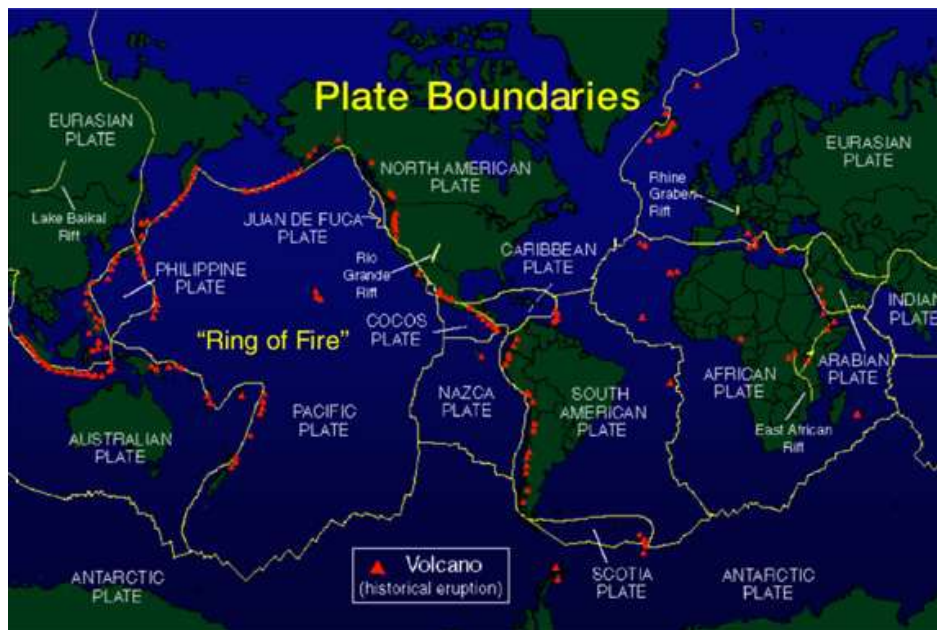 Plate Boundaries
EURASIAN
PLATE
NORTH AMERICAN
PLATE
EURASIAN
PLATE
Rhine
Graben
Rift
Lake Baikal
Rift
JUAN DE FUCA
PLATE
CARIBBEAN
PLATE
Rio
Grande
Rift
PHILIPPINE
PLATE
"Ring of Fire"
COCOS
PLATE
INDIAN
PLATE
ARABIAN
PLATE
AFRICAN
PLATE
NAZCA
PLATE
SOUTH
AMERICAN
PLATE
PACIFIC
PLATE
AUSTRALIAN
PLATE
East African
Rift
Volcano
(historical eruption)
ANTARCTIC
PLATE
SCOTIA
PLATE
ANTARCTIC
PLATE